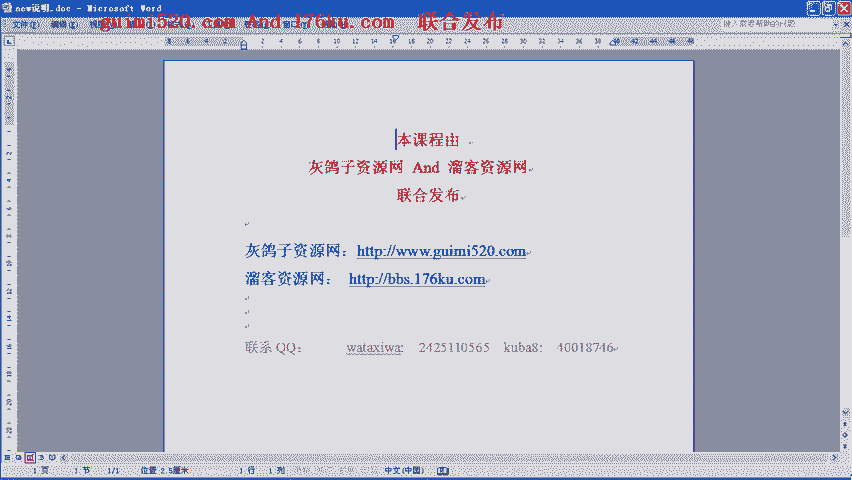 new说明.doc - Microsoft Word
guimi520.com And 176ku.com 联合发布
文件(F) 编辑(E)
键入需要帮助的问题
本课程由
灰鸽子资源网 And 溜客资源网
联合发布
灰鸽子资源网：http://www.guimi520.com
溜客资源网： http://bbs.176ku.com
联系 QQ： wataxiwa: 2425110565 kuba8: 40018746
1 页 1 节 1/1 位置 2.5厘米 1 行 1 列 中文(中国)